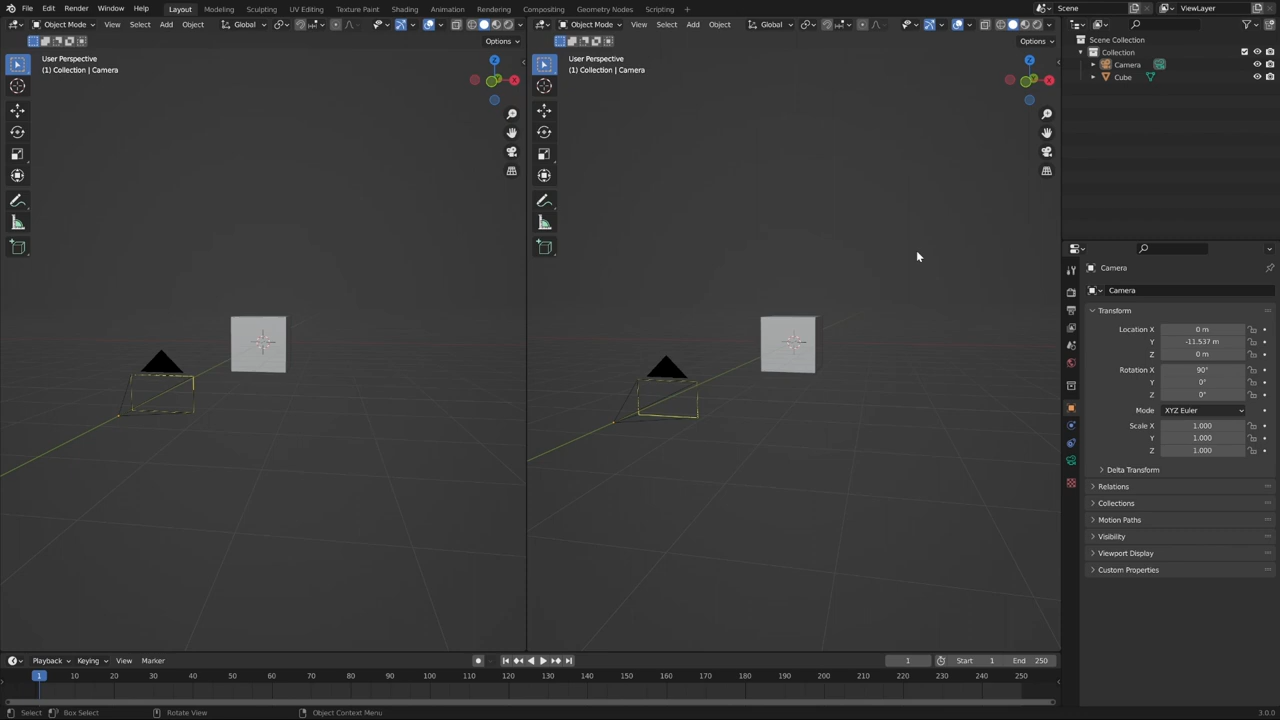 File Edit Render Window Help Layout Modeling Sculpting UV Editing Texture Paint Shading Animation Rendering Compositing Geometry Nodes Scripting Scene ViewLayer
Object Mode View Select Add Object Global Object Mode View Select Add Object Global
Options Options
User Perspective
(1) Collection | Camera
User Perspective
(1) Collection | Camera
Z
X
Z
X
Scene Collection
Collection
Camera
Cube
Camera
Camera
Transform
Location X 0 m
Y -11.537 m
Z 0 m
Rotation X 90°
Y 0°
Z 0°
Mode XYZ Euler
Scale X 1.000
Y 1.000
Z 1.000
Delta Transform
Relations
Collections
Motion Paths
Visibility
Viewport Display
Custom Properties
Playback Keying View Marker 1 Start 1 End 250
1 10 20 30 40 50 60 70 80 90 100 110 120 130 140 150 160 170 180 190 200 210 220 230 240 250
Select Box Select Rotate View Object Context Menu 3.0.0